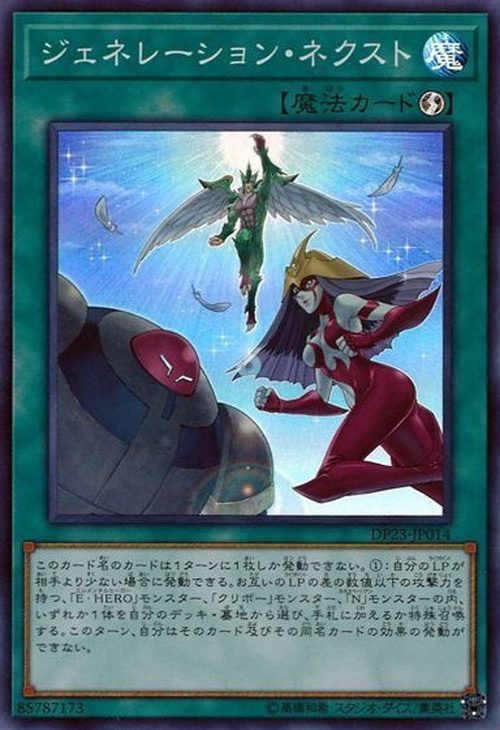 ジェネレーション・ネクスト 魔
【魔法カード】
DP23-JP014
このカード名のカードは1ターンに1枚しか発動できない。①：自分のLPが
相手より少ない場合に発動できる。お互いのLPの差の数値以下の攻撃力を
持つ、「E・HERO」モンスター、「クリボー」モンスター、「N」モンスターの内、
いずれか1体を自分のデッキ・墓地から選び、手札に加えるか特殊召喚
する。このターン、自分はそのカード及びその同名カードの効果の発動が
できない。
85787173 ©高橋和希 スタジオ・ダイス/集英社